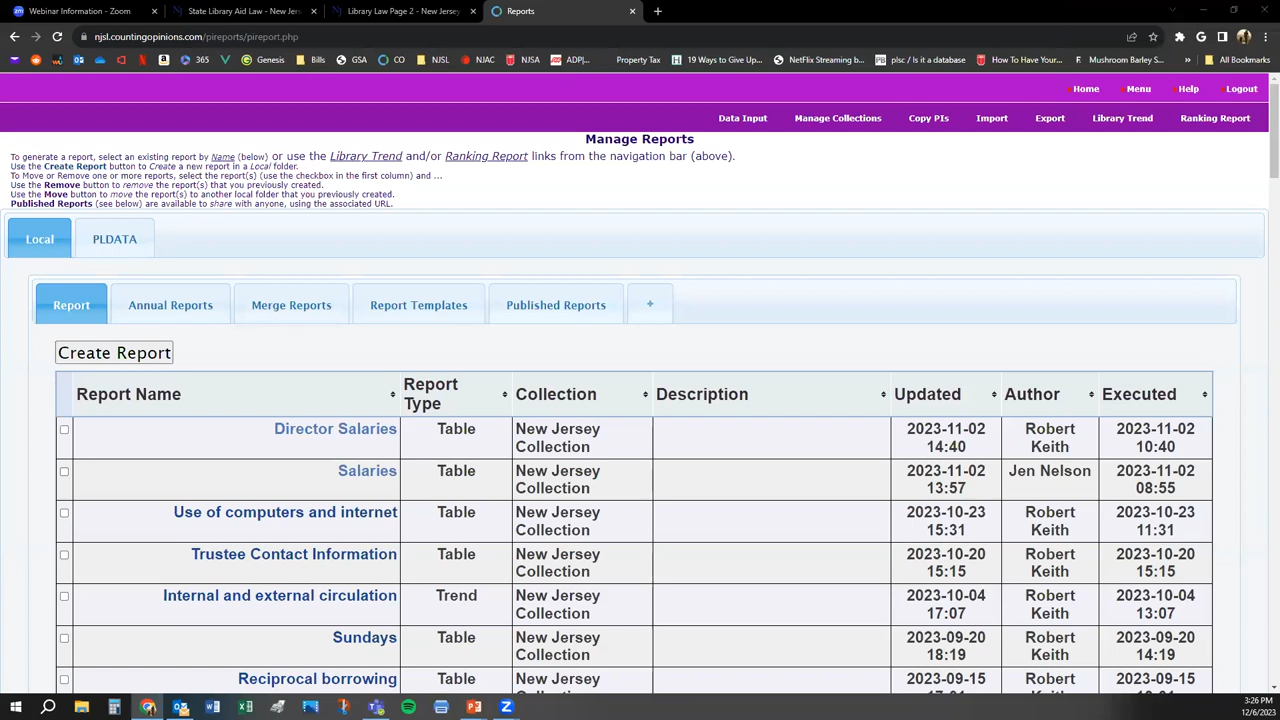 Webinar Information - Zoom
State Library Aid Law - New Jers
Library Law Page 2 - New Jersey
Reports
njsl.countingopinions.com/pireports/pireport.php
365
Genesis
Bills
GSA
CO
NJSL
NJAC
NJSA
ADP|...
Property Tax
19 Ways to Give Up...
NetFlix Streaming b...
plsc / Is it a database
How To Have Your...
Mushroom Barley S...
All Bookmarks
Home
Menu
Help
Logout
Data Input
Manage Collections
Copy PIs
Import
Export
Library Trend
Ranking Report
Manage Reports
To generate a report, select an existing report by Name (below) or use the Library Trend and/or Ranking Report links from the navigation bar (above).
Use the Create Report button to Create a new report in a Local folder.
To Move or Remove one or more reports, select the report(s) (use the checkbox in the first column) and ...
Use the Remove button to remove the report(s) that you previously created.
Use the Move button to move the report(s) to another local folder that you previously created.
Published Reports (see below) are available to share with anyone, using the associated URL.
Local
PLDATA
Report
Annual Reports
Merge Reports
Report Templates
Published Reports
+
Create Report
Report Name
Report
Type
Collection
Description
Updated
Author
Executed
Director Salaries
Table
New Jersey
Collection
2023-11-02
14:40
Robert
Keith
2023-11-02
10:40
Salaries
Table
New Jersey
Collection
2023-11-02
13:57
Jen Nelson
2023-11-02
08:55
Use of computers and internet
Table
New Jersey
Collection
2023-10-23
15:31
Robert
Keith
2023-10-23
11:31
Trustee Contact Information
Table
New Jersey
Collection
2023-10-20
15:15
Robert
Keith
2023-10-20
15:15
Internal and external circulation
Trend
New Jersey
Collection
2023-10-04
17:07
Robert
Keith
2023-10-04
13:07
Sundays
Table
New Jersey
Collection
2023-09-20
18:19
Robert
Keith
2023-09-20
14:19
Reciprocal borrowing
Table
New Jersey
2023-09-15
Robert
2023-09-15
3:26 PM
12/6/2023